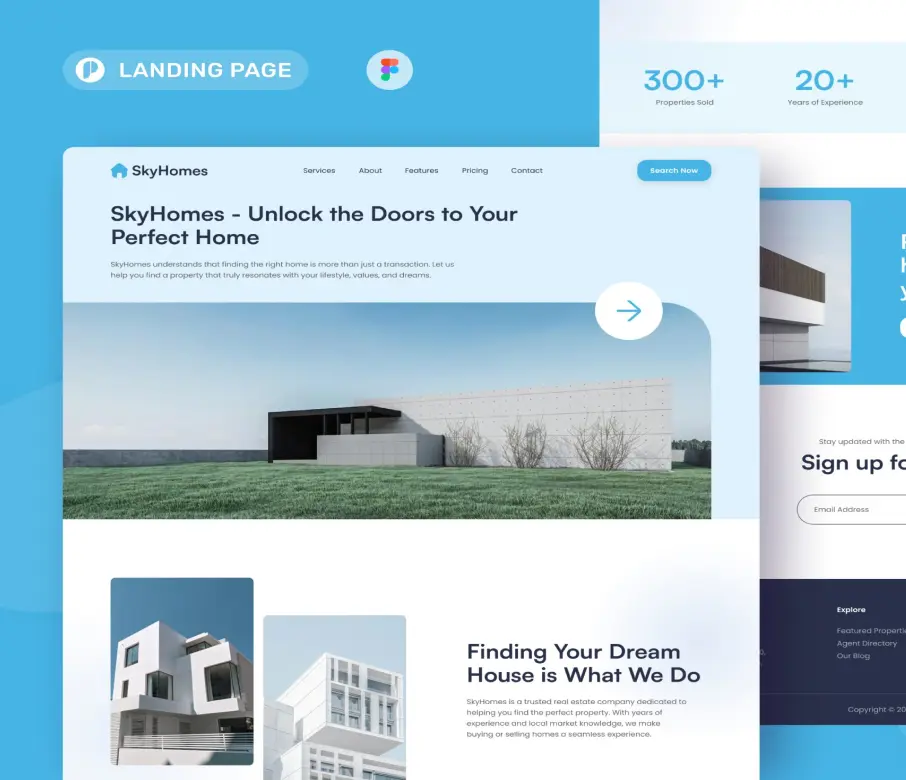 LANDING PAGE
SkyHomes
Services
About
Features
Pricing
Contact
Search Now
SkyHomes - Unlock the Doors to Your
Perfect Home
SkyHomes understands that finding the right home is more than just a transaction. Let us
help you find a property that truly resonates with your lifestyle, values, and dreams.
Finding Your Dream
House is What We Do
SkyHomes is a trusted real estate company dedicated to
helping you find the perfect property. With years of
experience and local market knowledge, we make
buying or selling homes a seamless experience.
300+
Properties Sold
20+
Years of Experience
Stay updated with the
Sign up fo
Email Address
Explore
Featured Properti
Agent Directory
Our Blog
Copyright © 20